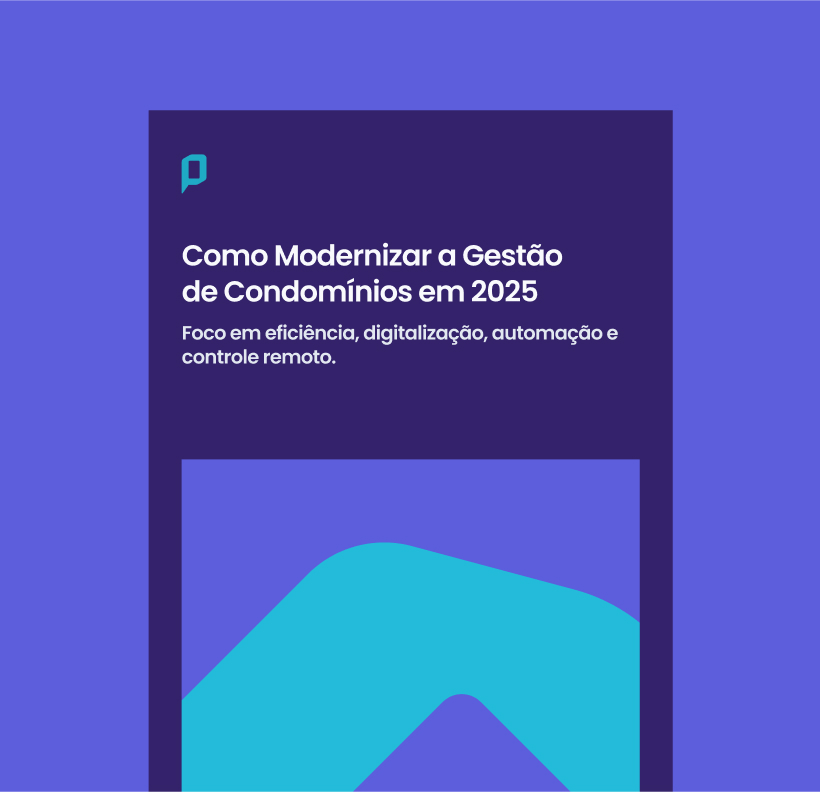 Como Modernizar a Gestão
de Condomínios em 2025
Foco em eficiência, digitalização, automação e
controle remoto.